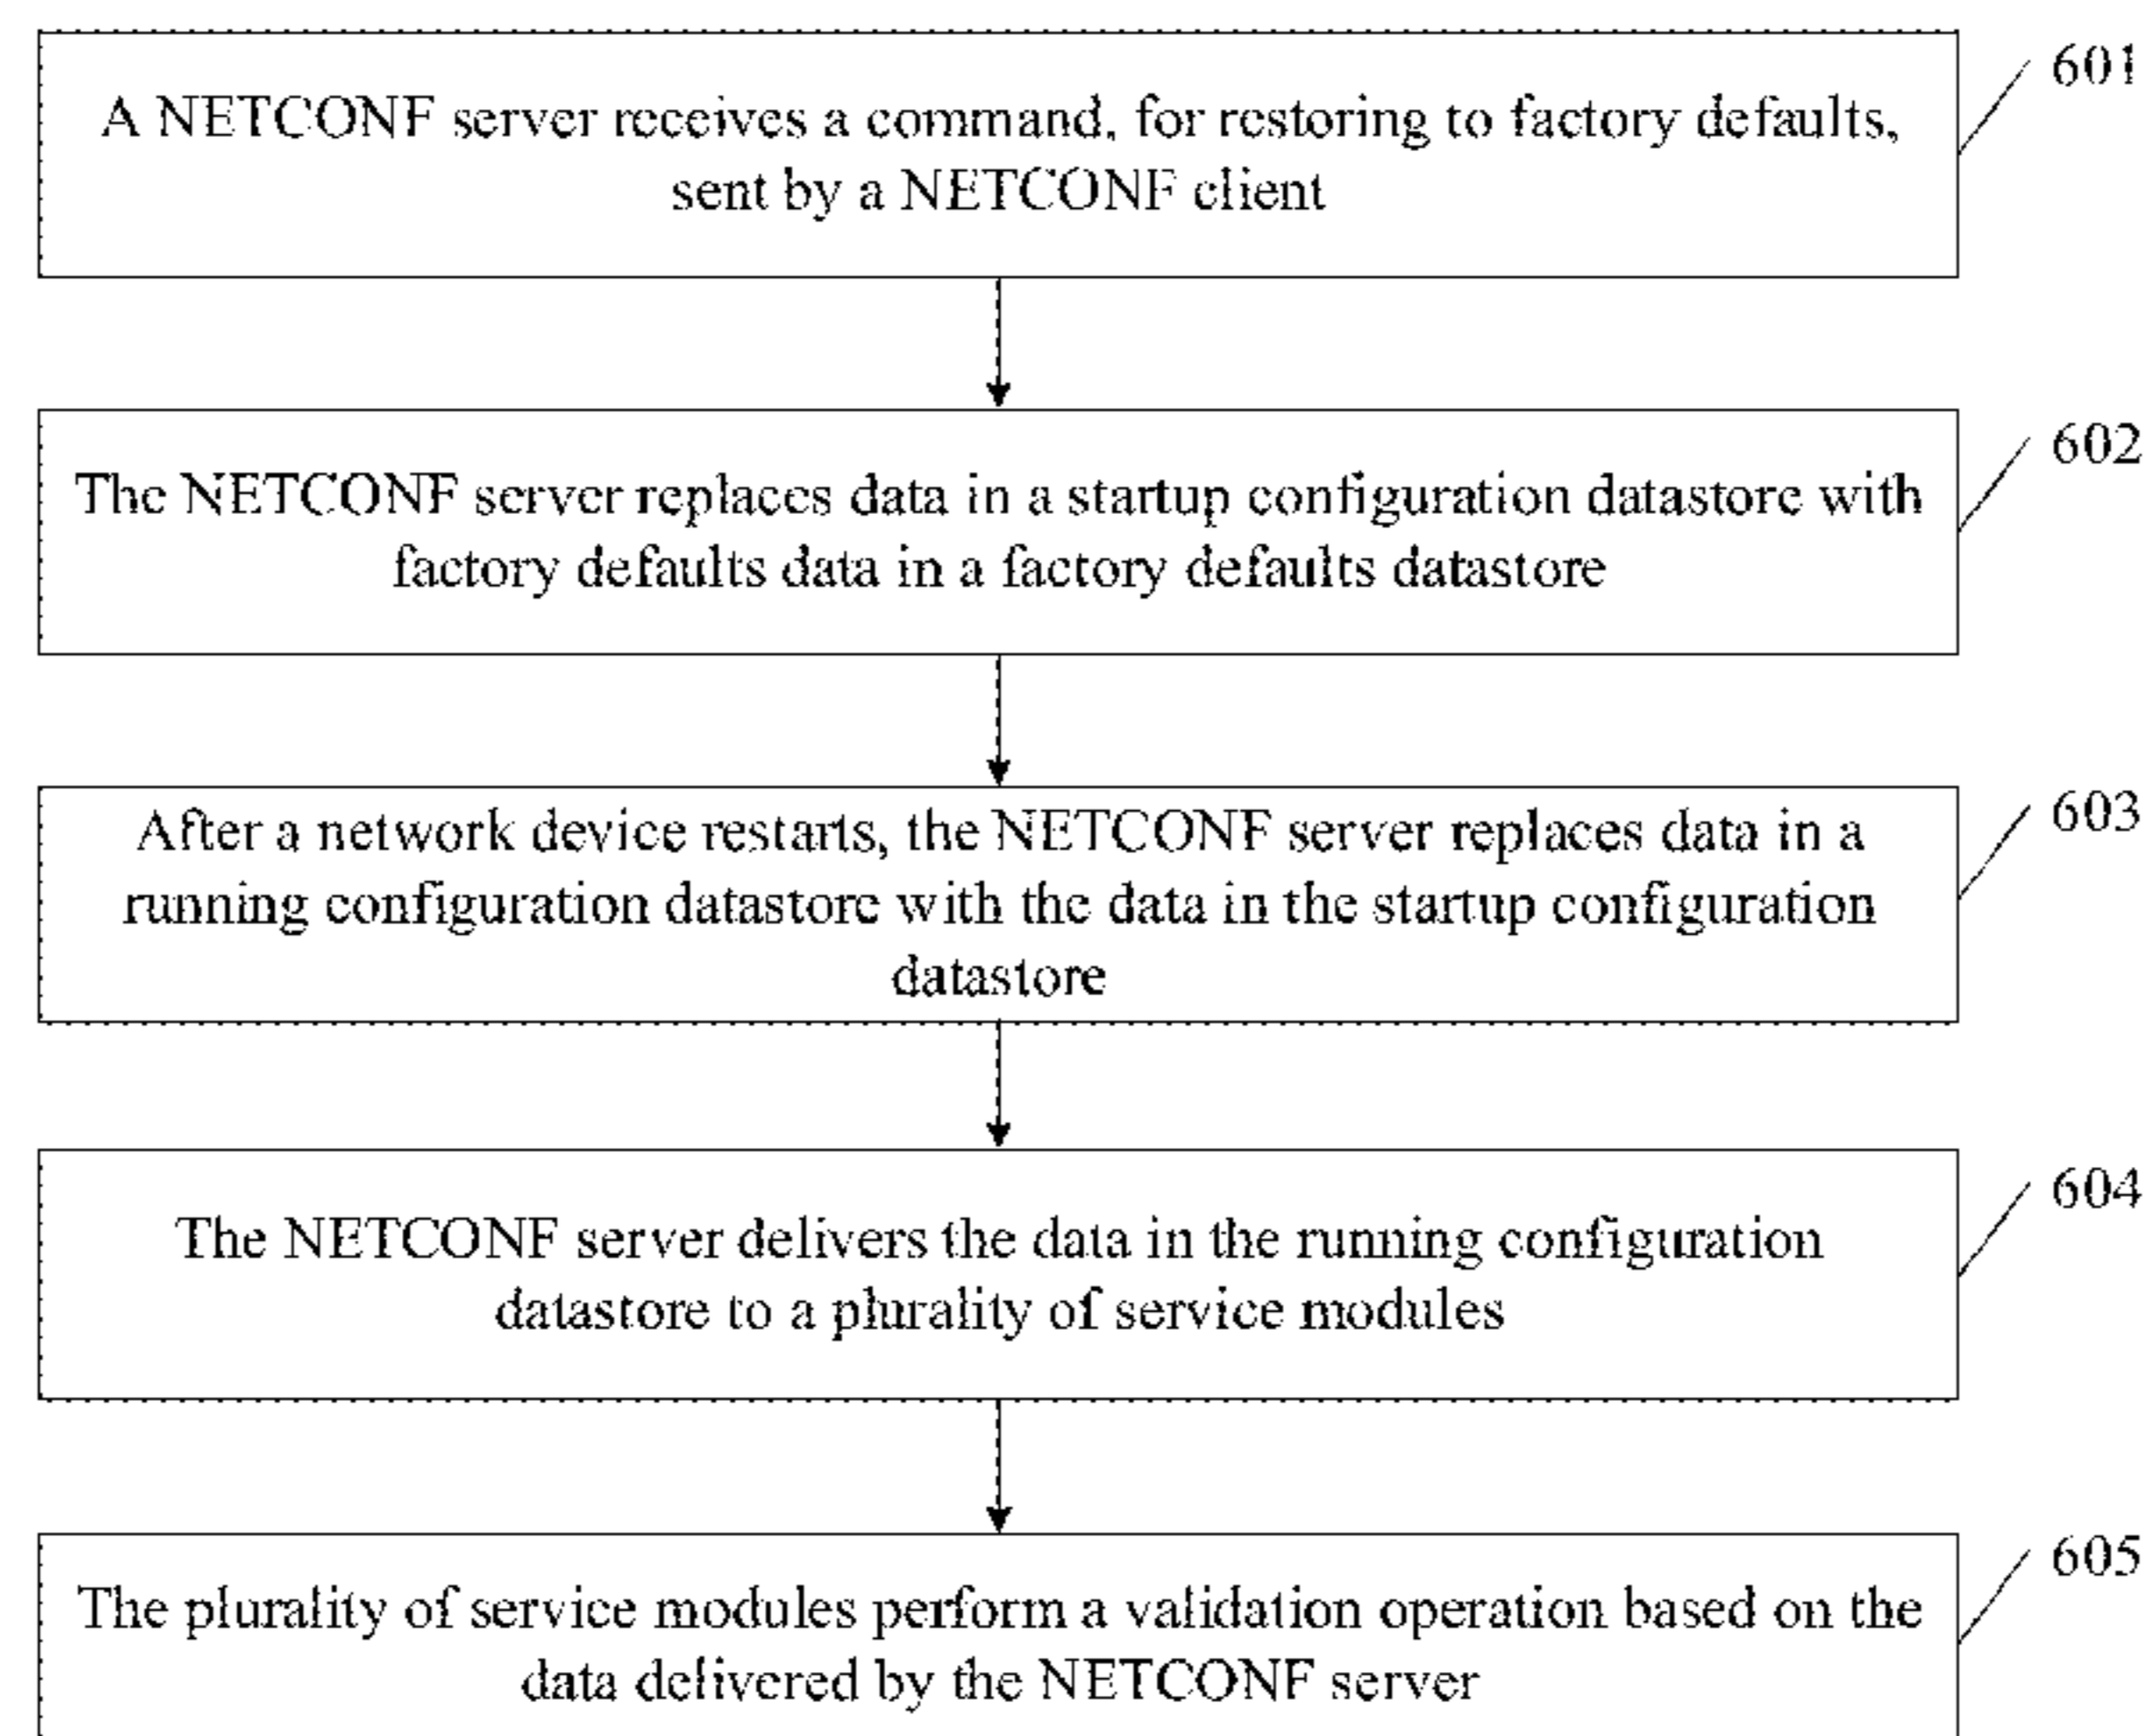 A NETCONF server receives a command, for restoring to factory defaults,
sent by a NETCONF client
601
The NETCONF server replaces data in a startup configuration datastore with
factory defaults data in a factory defaults datastore
602
After a network device restarts, the NETCONF server replaces data in a
running configuration datastore with the data in the startup configuration
datastore
603
The NETCONF server delivers the data in the running configuration
datastore to a plurality of service modules
604
The plurality of service modules perform a validation operation based on the
data delivered by the NETCONF server
605